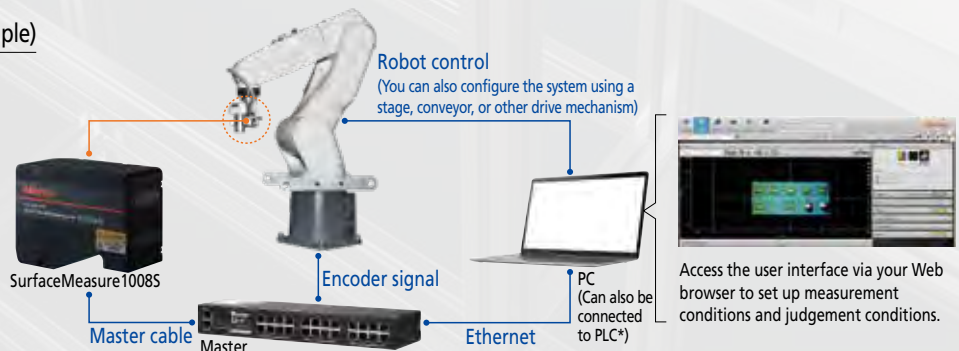 ple)
Robot control
(You can also configure the system using a
stage, conveyor, or other drive mechanism)
SurfaceMeasure1008S
Encoder signal
PC
(Can also be
connected
to PLC*)
Master cable
Master
Ethernet
Access the user interface via your Web
browser to set up measurement
conditions and judgement conditions.